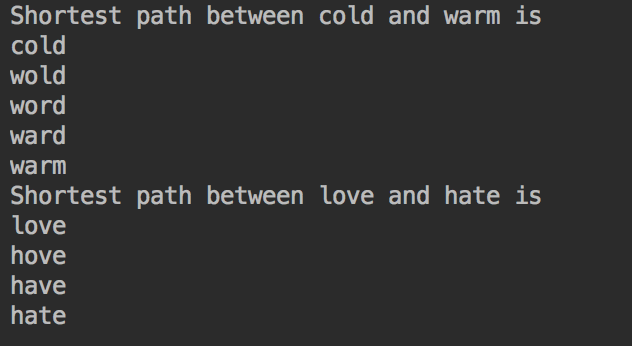 Shortest path between cold and warm is
cold
wold
word
ward
warm
Shortest path between love and hate is
love
hove
have
hate